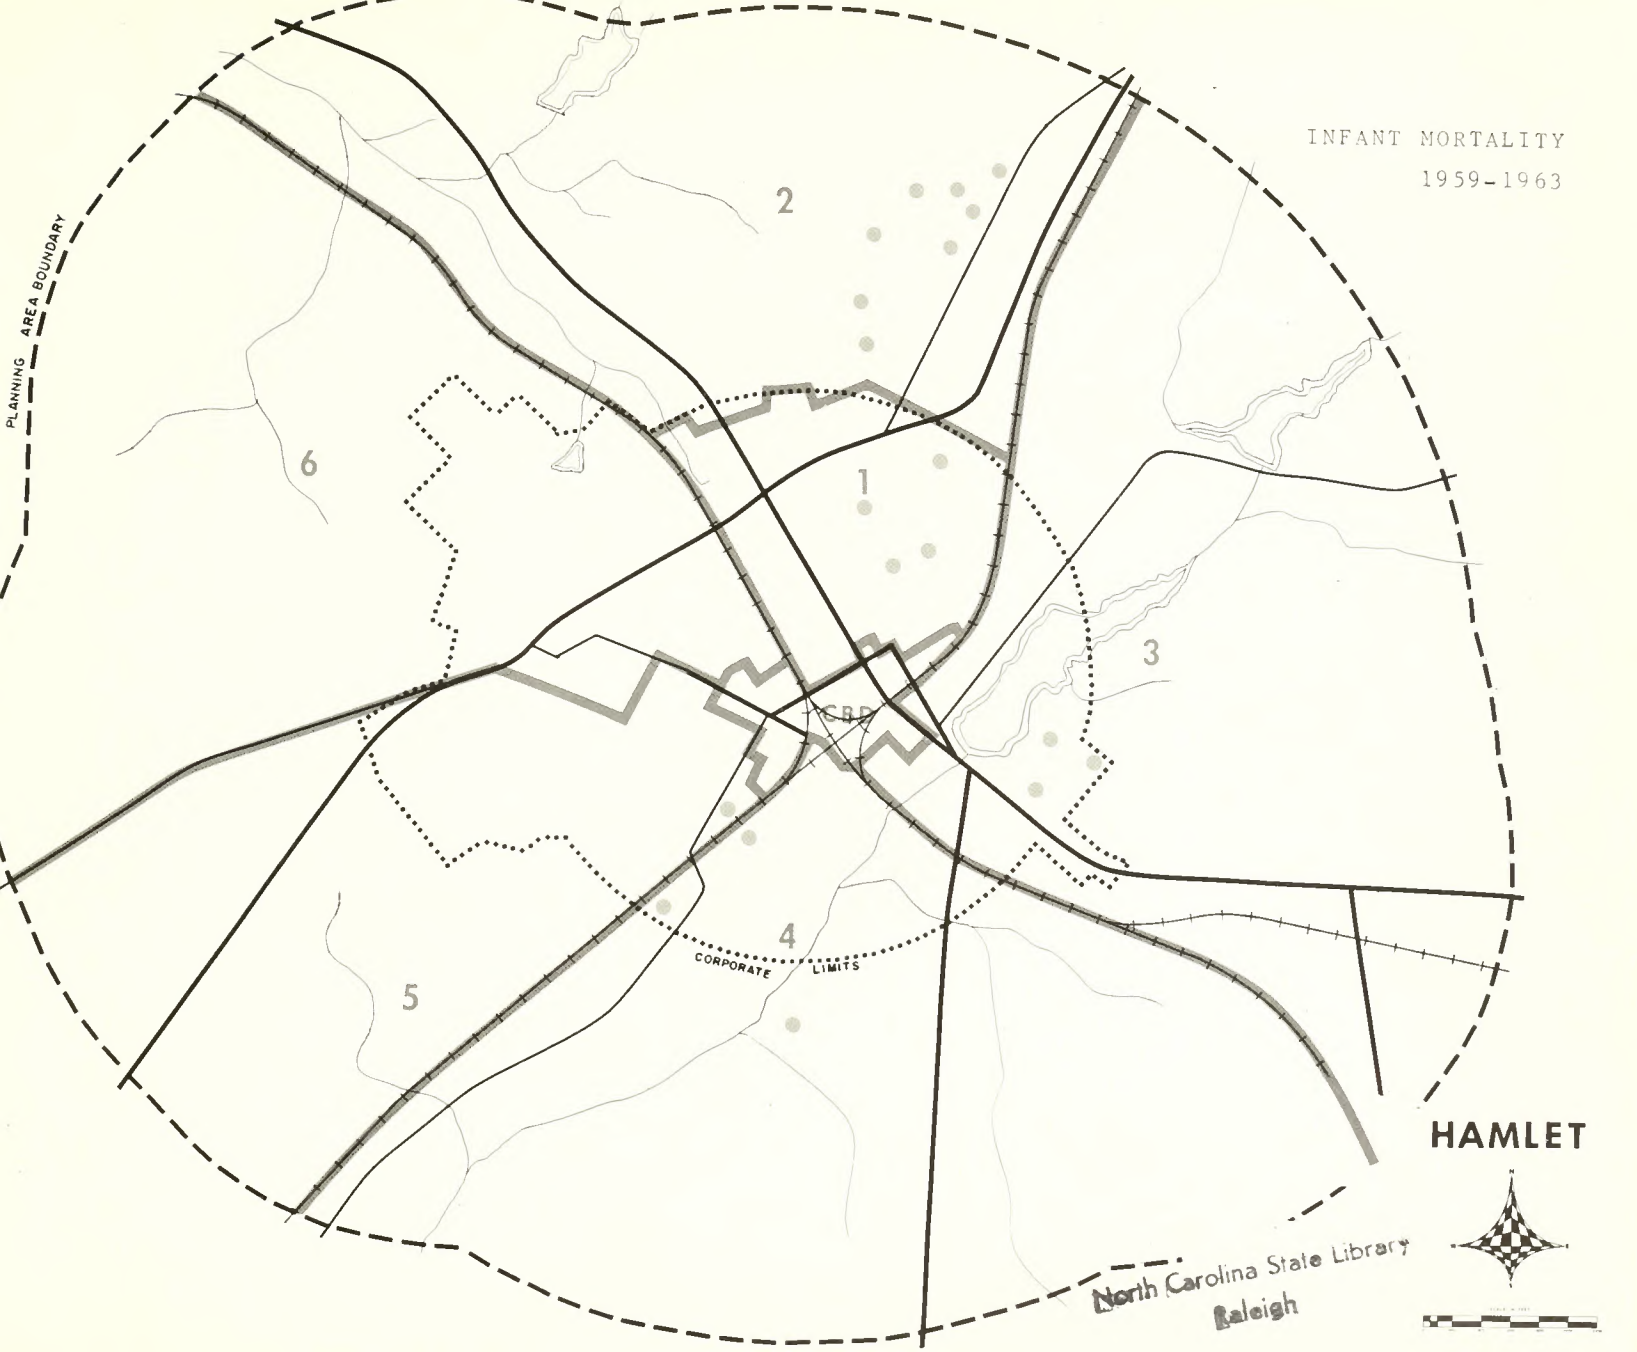 INFANT MORTALITY
1959-1963
PLANNING AREA BOUNDARY
2
6
1
3
CBD
4
CORPORATE LIMITS
5
HAMLET
N
North Carolina State Library
Raleigh